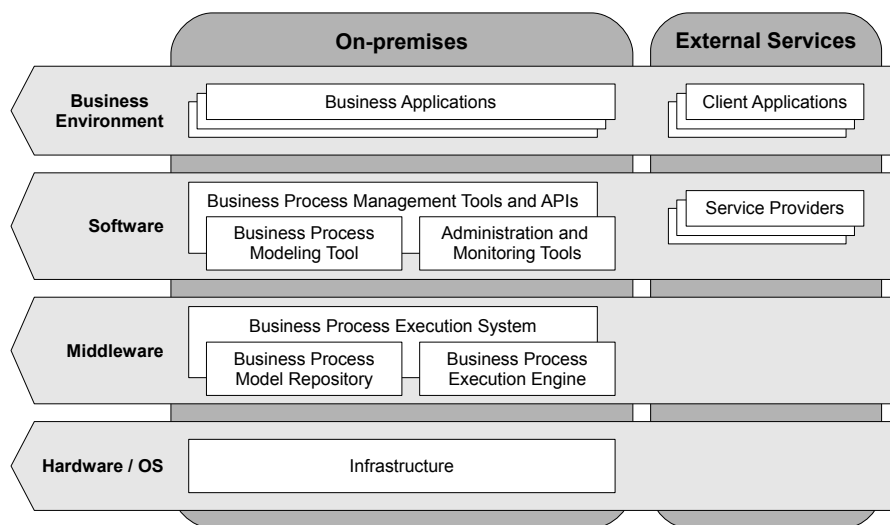 On-premises
External Services
Business
Environment
Business Applications
Client Applications
Software
Business Process Management Tools and APIs
Business Process
Modeling Tool
Administration and
Monitoring Tools
Service Providers
Middleware
Business Process Execution System
Business Process
Model Repository
Business Process
Execution Engine
Hardware / OS
Infrastructure